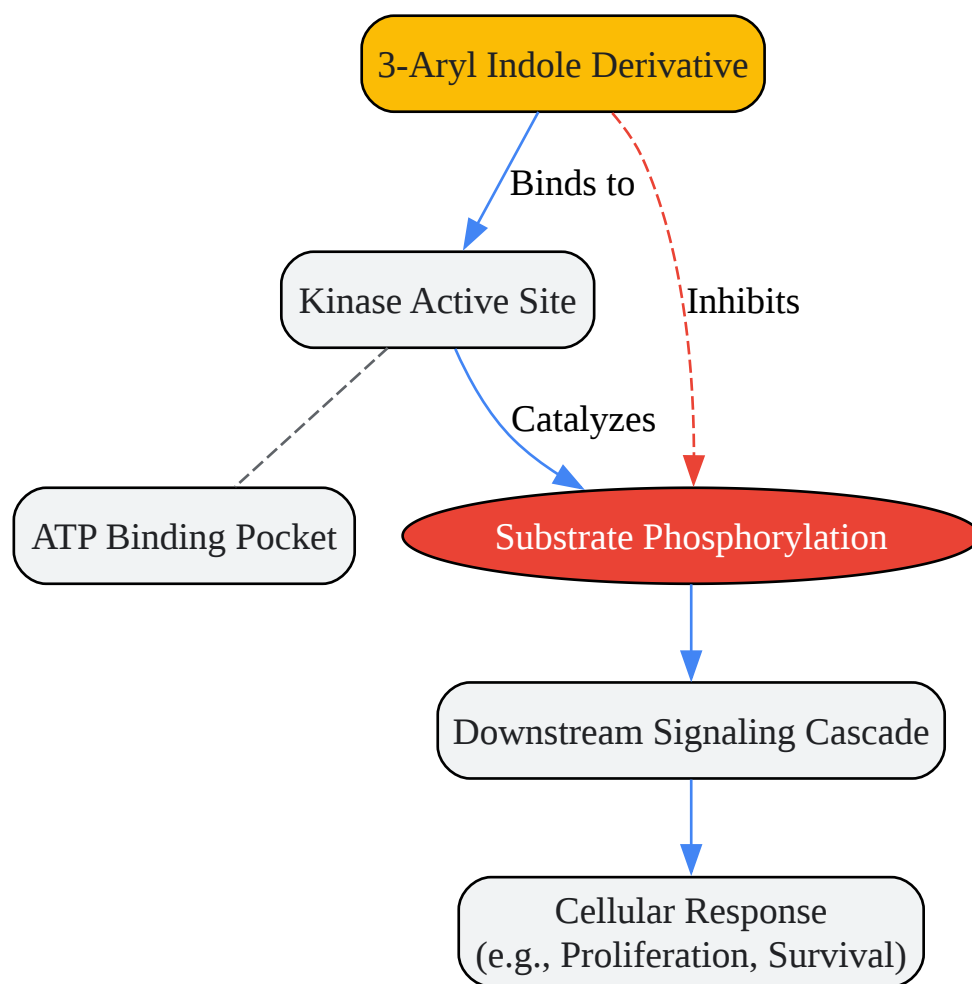 3-Aryl Indole Derivative
Binds to
Kinase Active Site
Inhibits
Catalyzes
ATP Binding Pocket
Substrate Phosphorylation
Downstream Signaling Cascade
Cellular Response
(e.g., Proliferation, Survival)